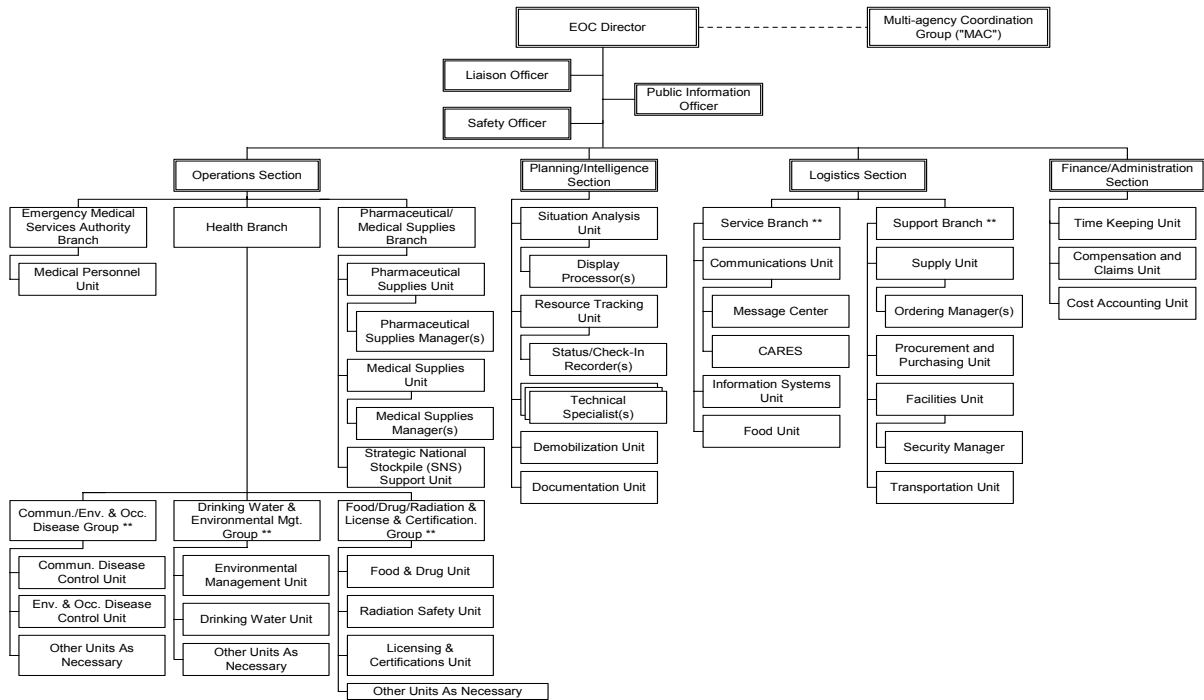 EOC Director
Multi-agency Coordination
Group ("MAC")
Liaison Officer
Public Information
Officer
Safety Officer
Operations Section
Planning/Intelligence
Section
Logistics Section
Finance/Administration
Section
Emergency Medical
Services Authority
Branch
Medical Personnel
Unit
Health Branch
Pharmaceutical/
Medical Supplies
Branch
Pharmaceutical
Supplies Unit
Pharmaceutical
Supplies Manager(s)
Medical Supplies
Unit
Medical Supplies
Manager(s)
Strategic National
Stockpile (SNS)
Support Unit
Situation Analysis
Unit
Display
Processor(s)
Resource Tracking
Unit
Status/Check-In
Recorder(s)
Technical
Specialist(s)
Demobilization Unit
Documentation Unit
Service Branch **
Communications Unit
Message Center
CARES
Information Systems
Unit
Food Unit
Support Branch **
Supply Unit
Ordering Manager(s)
Procurement and
Purchasing Unit
Facilities Unit
Security Manager
Transportation Unit
Time Keeping Unit
Compensation and
Claims Unit
Cost Accounting Unit
Commun./Env. & Occ.
Disease Group **
Commun. Disease
Control Unit
Env. & Occ. Disease
Control Unit
Other Units As
Necessary
Drinking Water &
Environmental Mgt.
Group **
Environmental
Management Unit
Drinking Water Unit
Other Units As
Necessary
Food/Drug/Radiation &
License & Certification.
Group **
Food & Drug Unit
Radiation Safety Unit
Licensing &
Certifications Unit
Other Units As Necessary